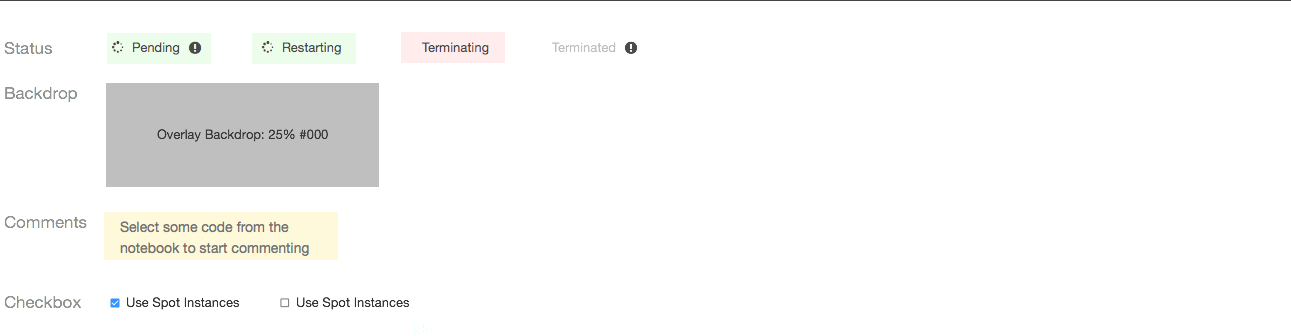 Status Pending Restarting Terminating Terminated
Backdrop
Overlay Backdrop: 25% #000
Comments
Select some code from the
notebook to start commenting
Checkbox Use Spot Instances Use Spot Instances